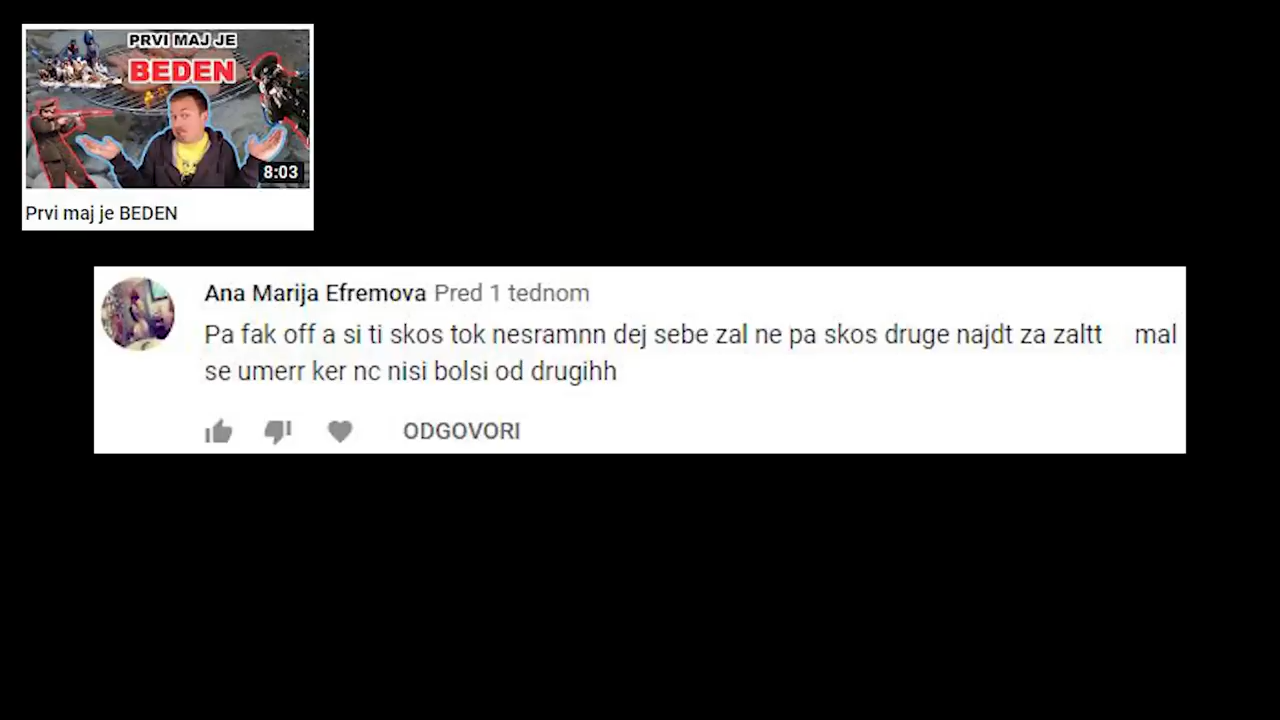 PRVI MAJ JE
BEDEN
8:03
Prvi maj je BEDEN
Ana Marija Efremova Pred 1 tednom
Pa fak off a si ti skos tok nesramnn dej sebe zal ne pa skos druge najdt za zaltt mal
se umerr ker nc nisi bolsi od drugihh
ODGOVORI